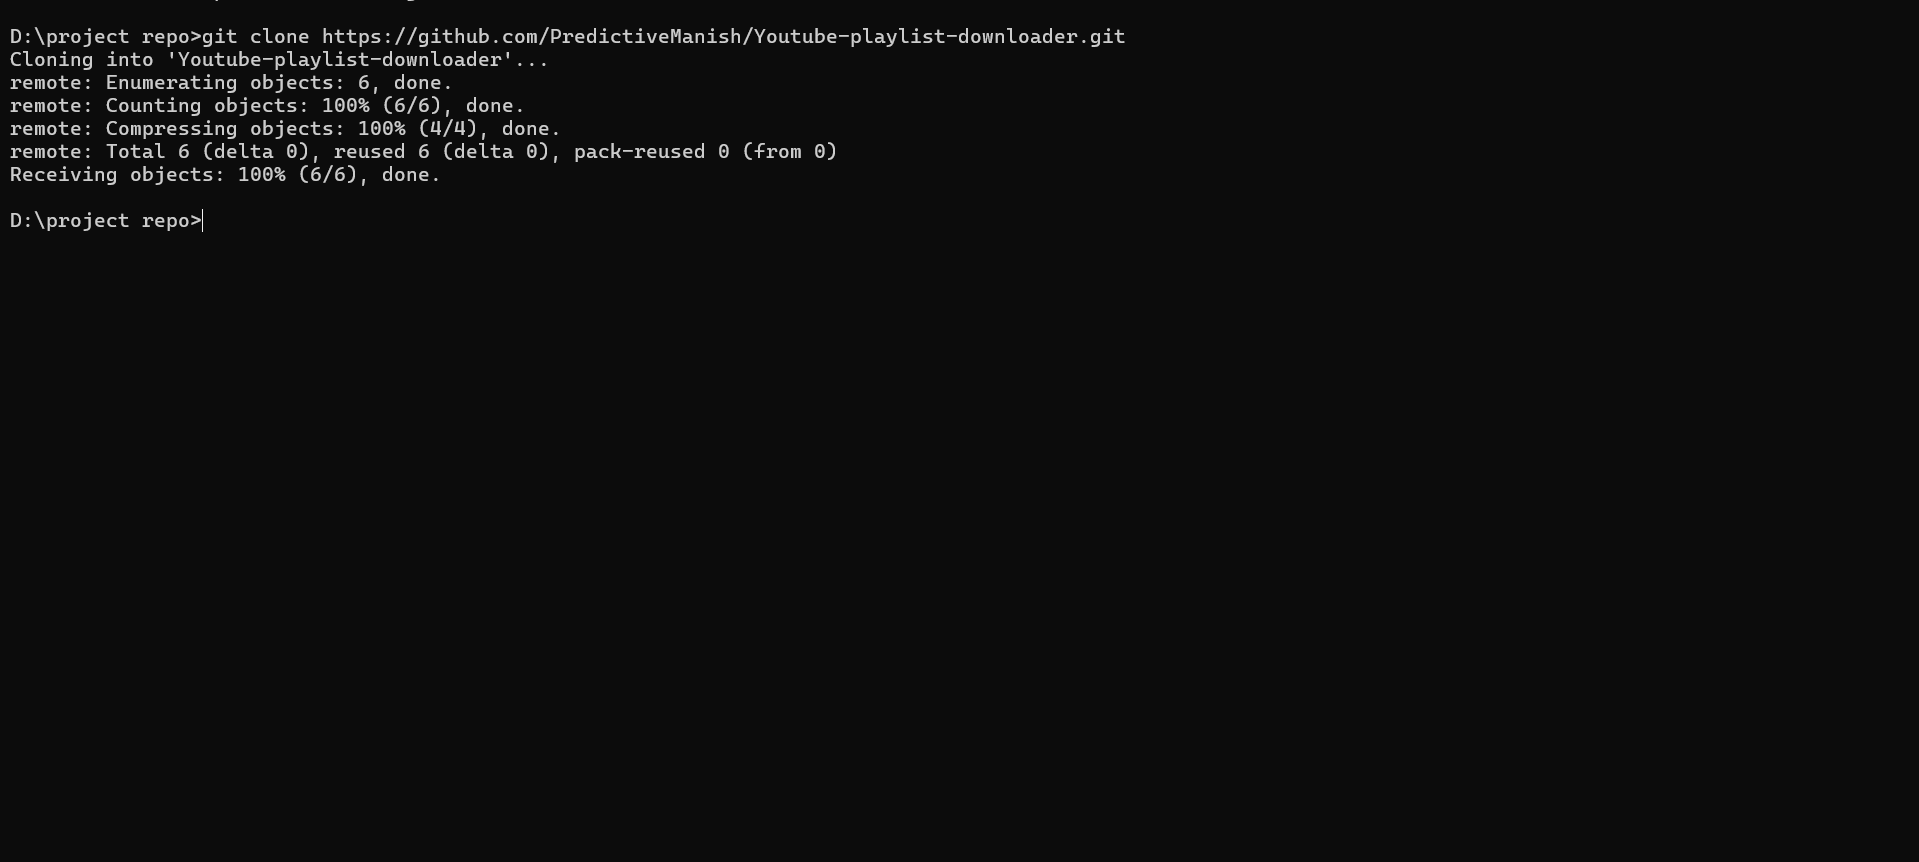 D:\project repo>git clone https://github.com/PredictiveManish/Youtube-playlist-downloader.git
Cloning into 'Youtube-playlist-downloader'...
remote: Enumerating objects: 6, done.
remote: Counting objects: 100% (6/6), done.
remote: Compressing objects: 100% (4/4), done.
remote: Total 6 (delta 0), reused 6 (delta 0), pack-reused 0 (from 0)
Receiving objects: 100% (6/6), done.
D:\project repo>